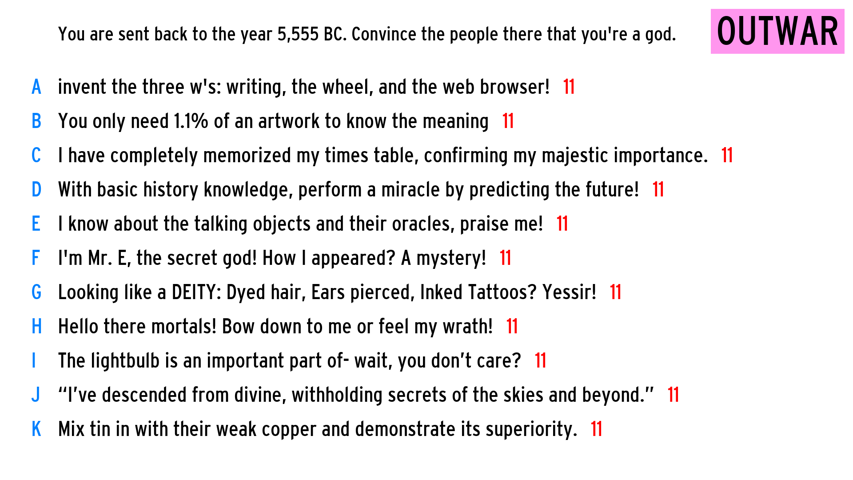 You are sent back to the year 5,555 BC. Convince the people there that you're a god.
OUTWAR
A invent the three w's: writing, the wheel, and the web browser! 11
B You only need 1.1% of an artwork to know the meaning 11
C I have completely memorized my times table, confirming my majestic importance. 11
D With basic history knowledge, perform a miracle by predicting the future! 11
E I know about the talking objects and their oracles, praise me! 11
F I'm Mr. E, the secret god! How I appeared? A mystery! 11
G Looking like a DEITY: Dyed hair, Ears pierced, Inked Tattoos? Yessir! 11
H Hello there mortals! Bow down to me or feel my wrath! 11
I The lightbulb is an important part of- wait, you don’t care? 11
J “I’ve descended from divine, withholding secrets of the skies and beyond.” 11
K Mix tin in with their weak copper and demonstrate its superiority. 11